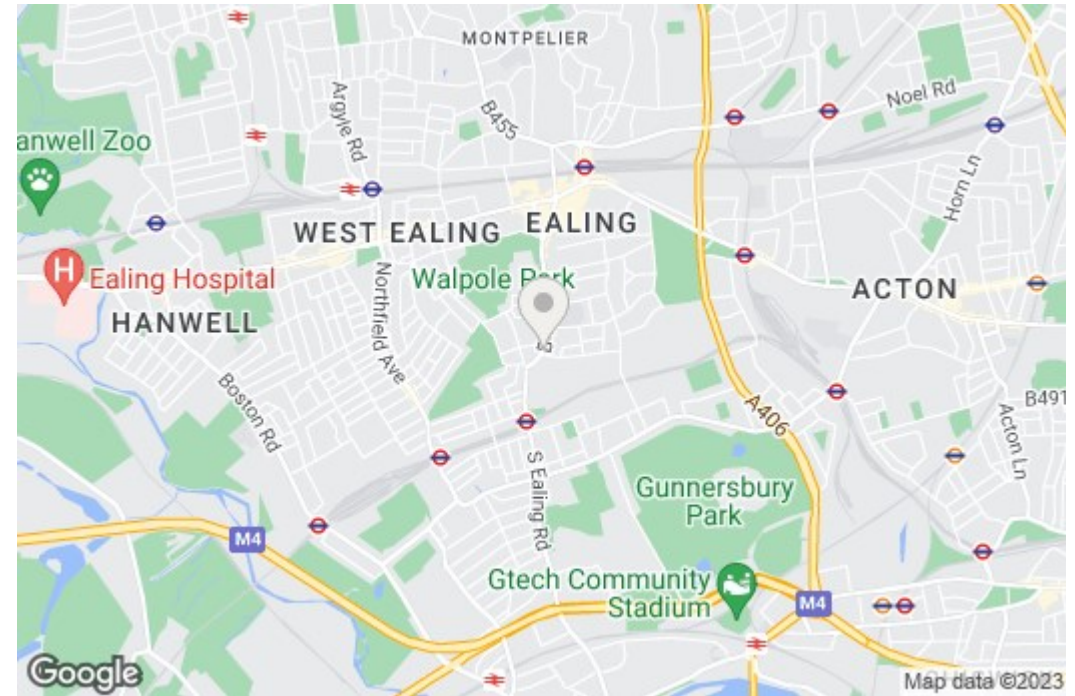 MONTPELIER
Noel Rd
Argyle Rd
B455
anwell Zoo
Horn Ln
WEST EALING
EALING
Ealing Hospital
Walpole Park
ACTON
HANWELL
Northfield Ave
Boston Rd
A406
B491
Acton Ln
S Ealing Rd
Gunnersbury
Park
M4
Gtech Community
Stadium
M4
Google
Map data ©2023